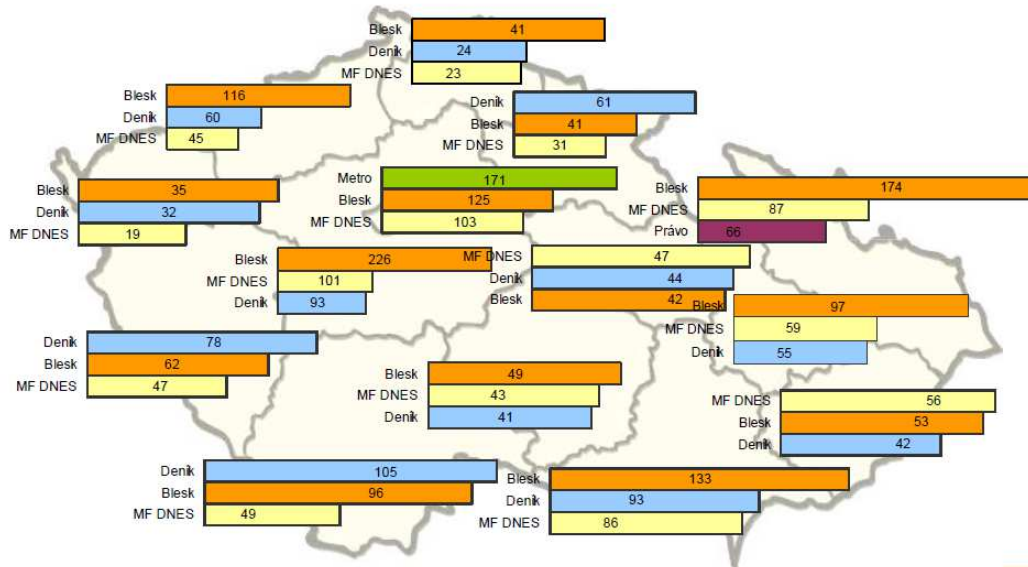 Blesk 41
Deník 24
MF DNES 23
Blesk 116
Deník 60
MF DNES 45
Deník 61
Blesk 41
MF DNES 31
Metro 171
Blesk 125
MF DNES 103
Blesk 174
MF DNES 87
Právo 66
Blesk 35
Deník 32
MF DNES 19
Blesk 226
MF DNES 101
Deník 93
MF DNES 47
Deník 44
Blesk 42
Blesk 97
MF DNES 59
Deník 55
Deník 78
Blesk 62
MF DNES 47
Blesk 49
MF DNES 43
Deník 41
MF DNES 56
Blesk 53
Deník 42
Deník 105
Blesk 96
MF DNES 49
Blesk 133
Deník 93
MF DNES 86